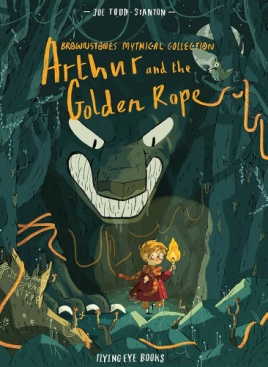 JOE TODD-STANTON
BROWNSTONE'S MYTHICAL COLLECTION
Arthur and the
Golden Rope
FLYING EYE BOOKS